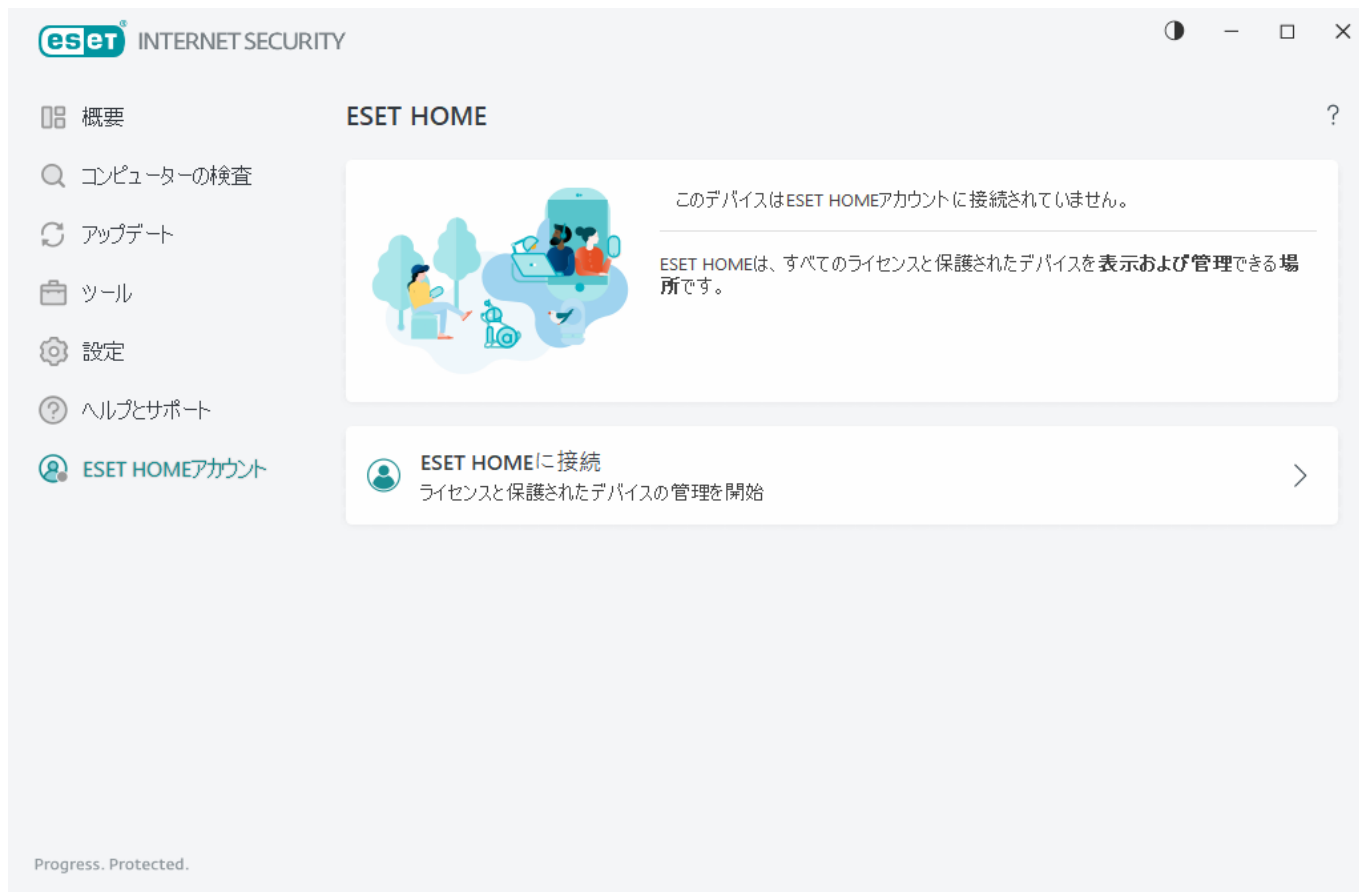 eset® INTERNET SECURITY
概要
コンピューターの検査
アップデート
ツール
設定
ヘルプとサポート
ESET HOMEアカウント
ESET HOME
?
このデバイスはESET HOMEアカウントに接続されていません。
ESET HOMEは、すべてのライセンスと保護されたデバイスを表示および管理できる場
所です。
ESET HOMEに接続
ライセンスと保護されたデバイスの管理を開始
Progress. Protected.